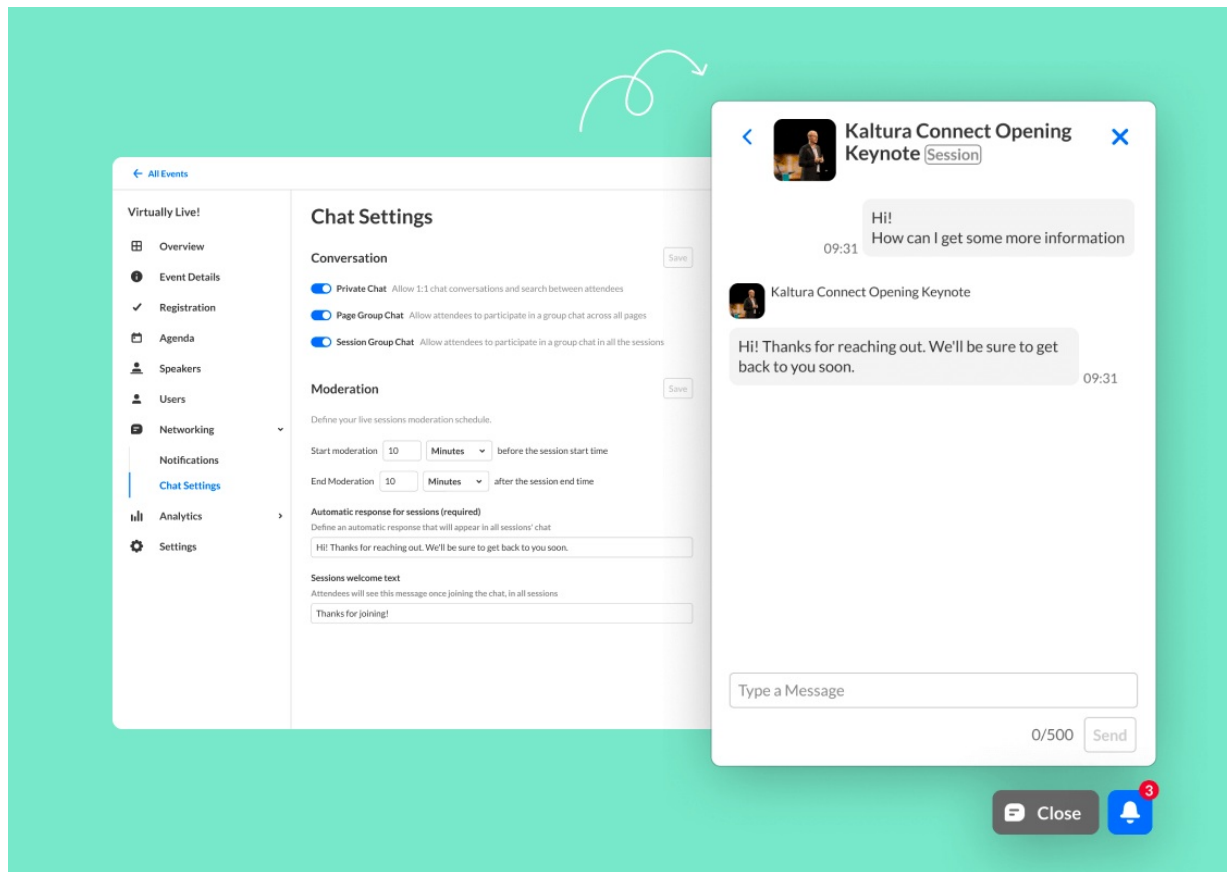 All Events
Virtually Live!
Overview
Event Details
Registration
Agenda
Speakers
Users
Networking
Notifications
Chat Settings
Analytics
Settings
Chat Settings
Conversation
Save
Private Chat Allow 1:1 chat conversations and search between attendees
Page Group Chat Allow attendees to participate in a group chat across all pages
Session Group Chat Allow attendees to participate in a group chat in all the sessions
Moderation
Save
Define your live sessions moderation schedule.
Start moderation 10 Minutes before the session start time
End Moderation 10 Minutes after the session end time
Automatic response for sessions (required)
Define an automatic response that will appear in all sessions' chat
Hi! Thanks for reaching out. We'll be sure to get back to you soon.
Sessions welcome text
Attendees will see this message once joining the chat, in all sessions
Thanks for joining!
Kaltura Connect Opening
Keynote Session
Hi!
How can I get some more information
09:31
Kaltura Connect Opening Keynote
Hi! Thanks for reaching out. We'll be sure to get
back to you soon.
09:31
Type a Message
0/500 Send
Close
3